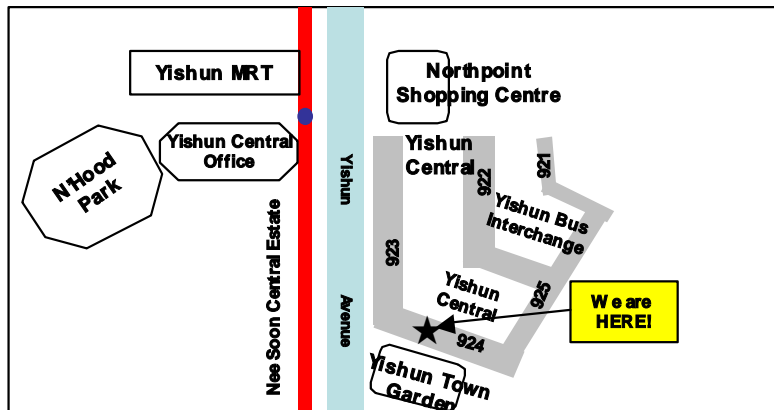 Yishun MRT
Northpoint
Shopping Centre
Yishun Central
Office
Yishun
Central
N'Hood
Park
Yishun
Avenue
Nee Soon Central Estate
921
922
923
Yishun Bus
Interchange
Yishun
Central
925
924
We are
HERE!
Yishun Town
Garden